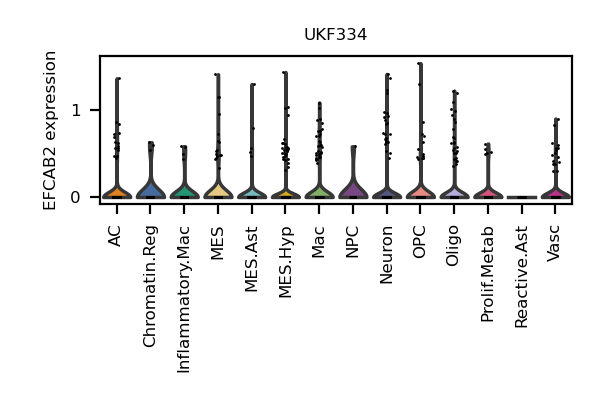 UKF334
EFCAB2 expression
1
0
AC
Chromatin.Reg
Inflammatory.Mac
MES
MES.Ast
MES.Hyp
Mac
NPC
Neuron
OPC
Oligo
Prolif.Metab
Reactive.Ast
Vasc